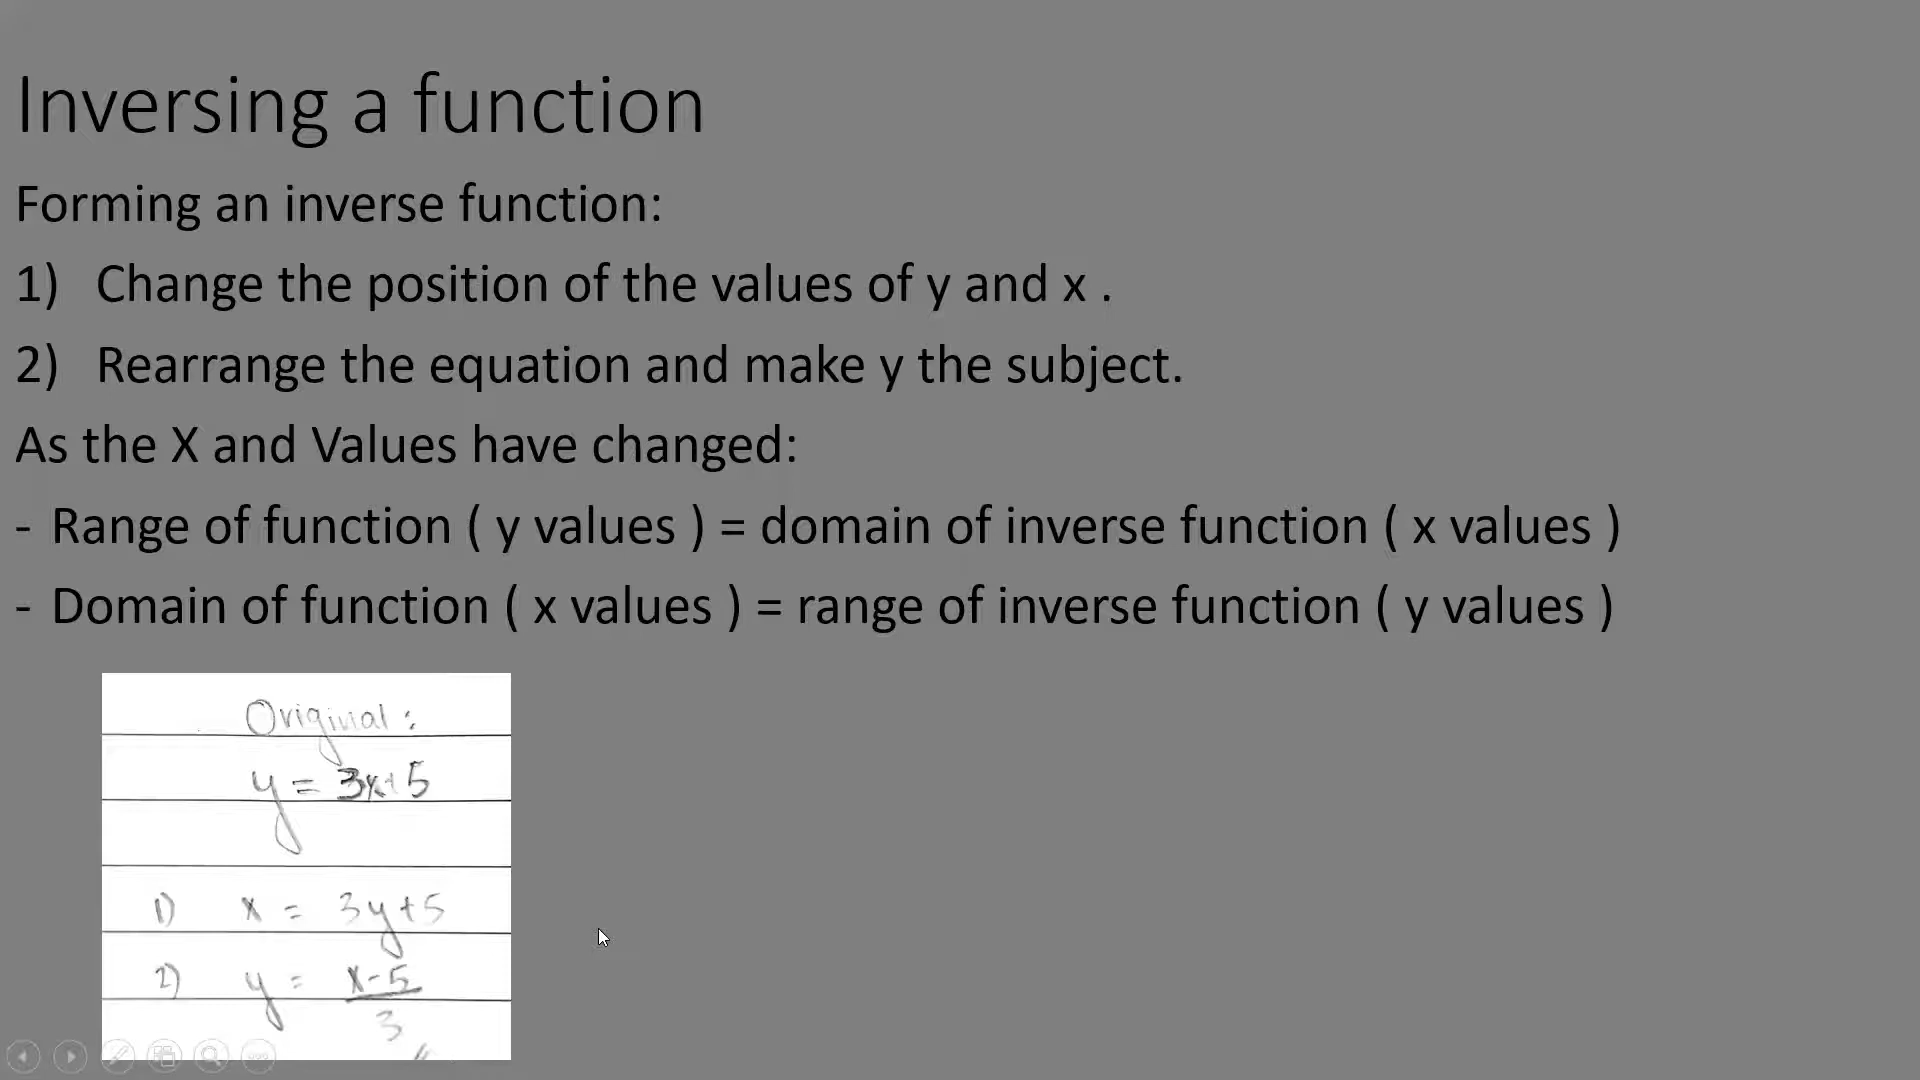 Inversing a function
Forming an inverse function:
1) Change the position of the values of y and x .
2) Rearrange the equation and make y the subject.
As the X and Values have changed:
- Range of function ( y values ) = domain of inverse function ( x values )
- Domain of function ( x values ) = range of inverse function ( y values )
Original :
y = 3x+5
1) x = 3y+5
2) y = x-5
3